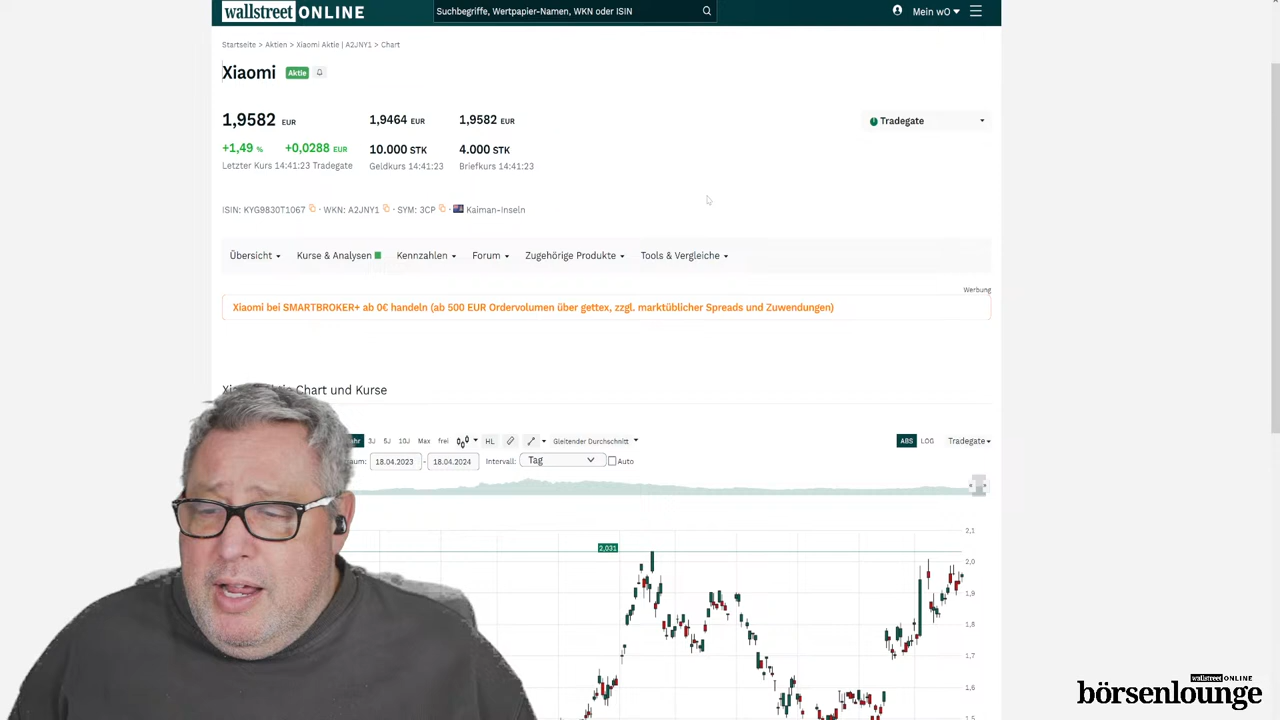 wallstreet ONLINE
Suchbegriffe, Wertpapier-Namen, WKN oder ISIN
Mein wO
Startseite > Aktien > Xiaomi Aktie | A2JNY1 > Chart
Xiaomi Aktie
1,9582 EUR 1,9464 EUR 1,9582 EUR
Tradegate
+1,49 % +0,0288 EUR 10.000 STK 4.000 STK
Letzter Kurs 14:41:23 Tradegate Geldkurs 14:41:23 Briefkurs 14:41:23
ISIN: KYG9830T1067 · WKN: A2JNY1 · SYM: 3CP · Kaiman-Inseln
Übersicht Kurse & Analysen Kennzahlen Forum Zugehörige Produkte Tools & Vergleiche
Werbung
Xiaomi bei SMARTBROKER+ ab 0€ handeln (ab 500 EUR Ordervolumen über gettex, zzgl. marktüblicher Spreads und Zuwendungen)
Chart und Kurse
3J 5J 10J Max frei HL Gleitender Durchschnitt ABS LOG Tradegate
18.04.2023 - 18.04.2024 Intervall: Tag Auto
2,1
2,031
2,0
1,9
1,8
1,7
1,6
1,5
wallstreet ONLINE
börsenlounge